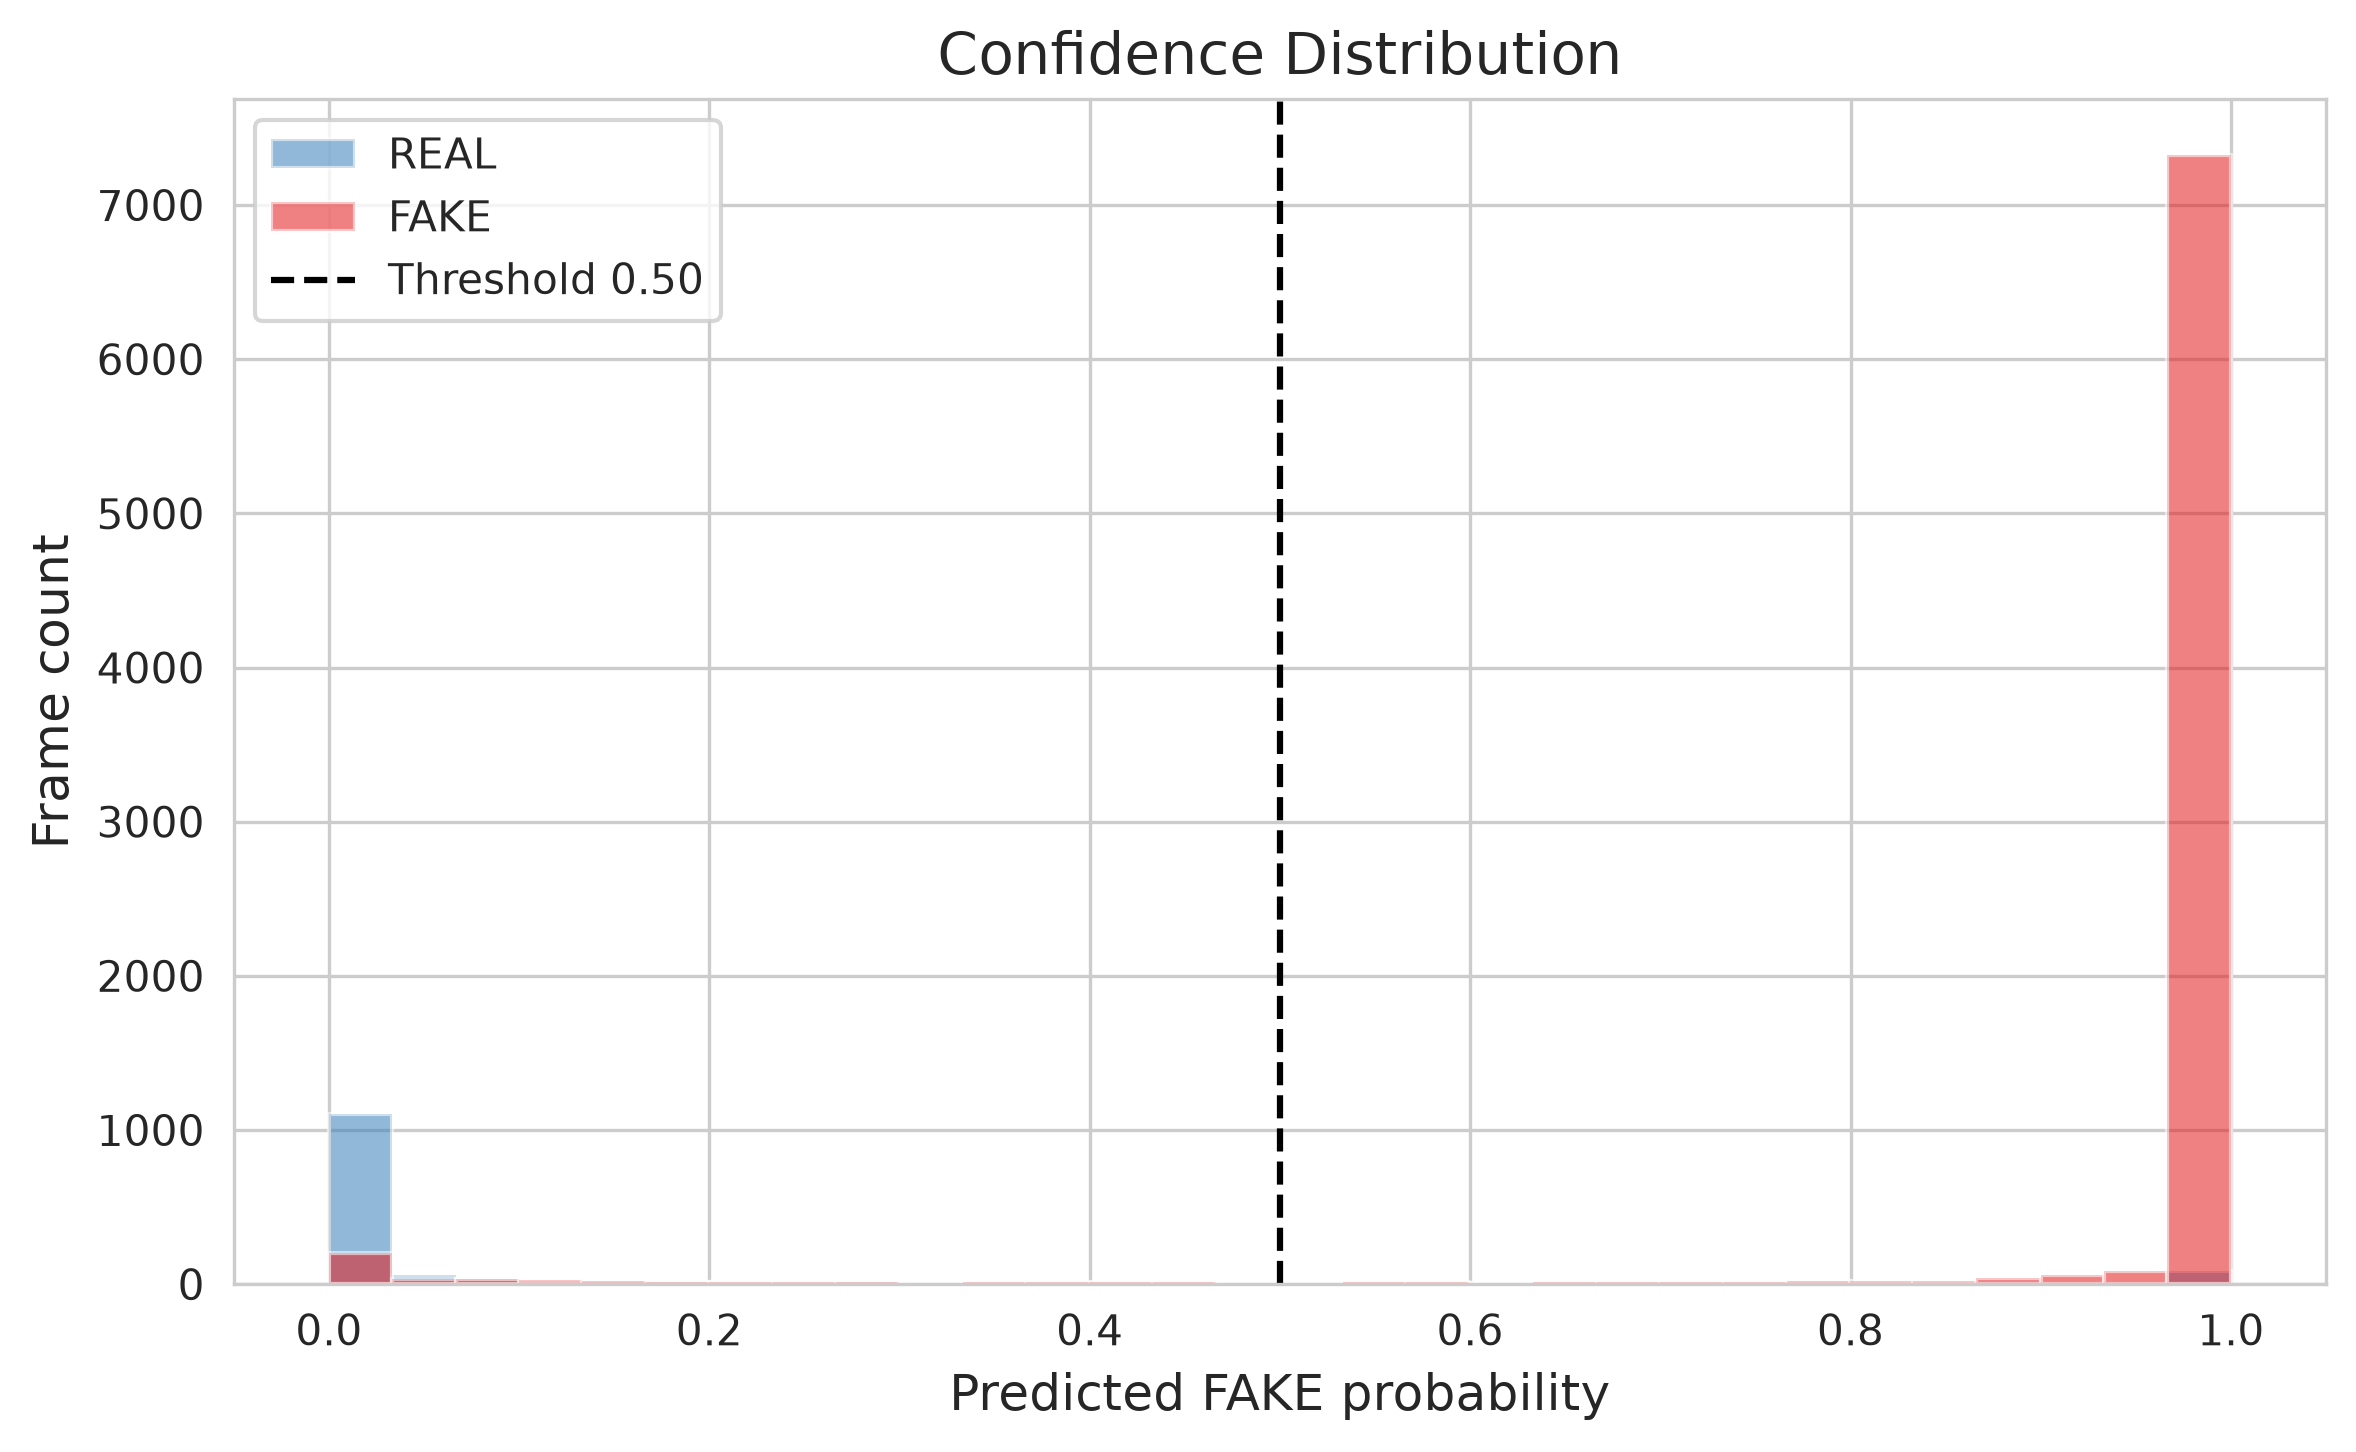 Confidence Distribution
REAL
FAKE
Threshold 0.50
7000
6000
5000
4000
3000
2000
1000
0
Frame count
0.0 0.2 0.4 0.6 0.8 1.0
Predicted FAKE probability